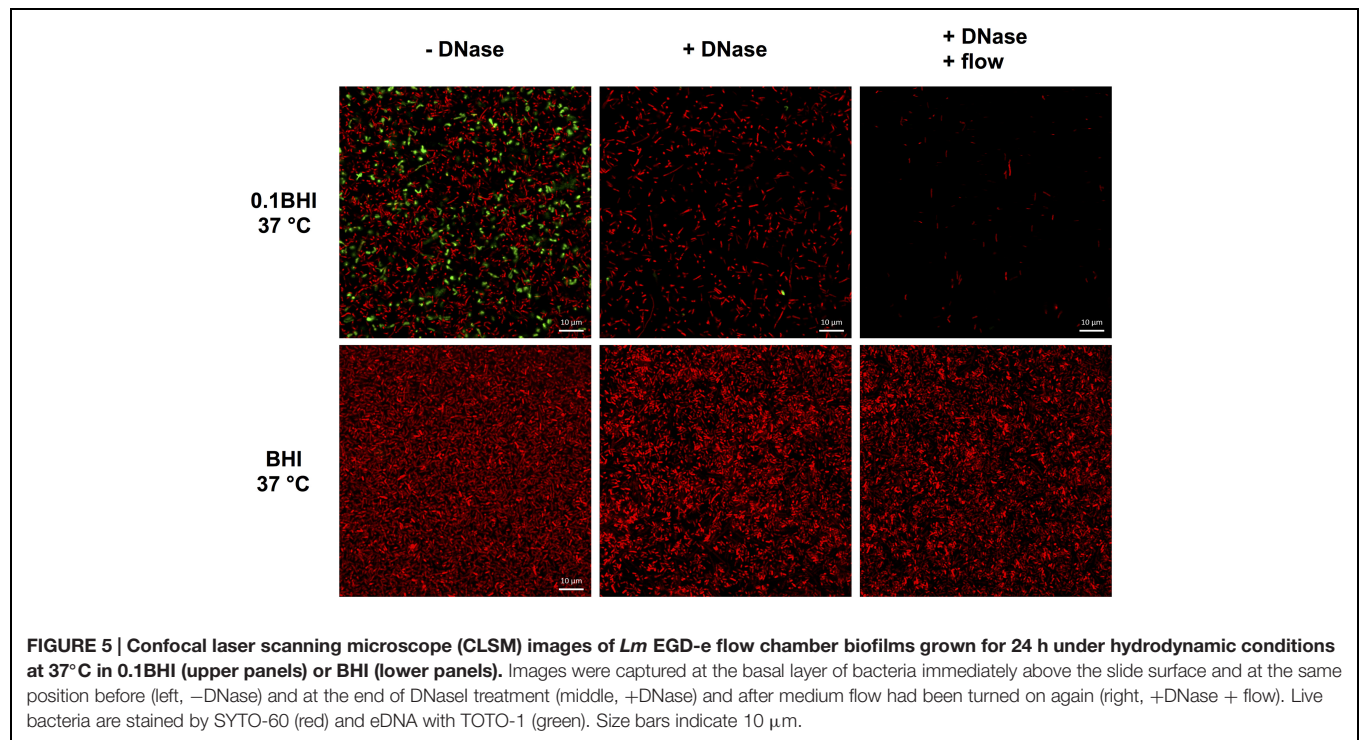 - DNase
+ DNase
+ DNase
+ flow
0.1BHI
37 °C
10 μm
10 μm
10 μm
BHI
37 °C
10 μm
FIGURE 5 | Confocal laser scanning microscope (CLSM) images of Lm EGD-e flow chamber biofilms grown for 24 h under hydrodynamic conditions
at 37°C in 0.1BHI (upper panels) or BHI (lower panels). Images were captured at the basal layer of bacteria immediately above the slide surface and at the same
position before (left, −DNase) and at the end of DNaseI treatment (middle, +DNase) and after medium flow had been turned on again (right, +DNase + flow). Live
bacteria are stained by SYTO-60 (red) and eDNA with TOTO-1 (green). Size bars indicate 10 μm.